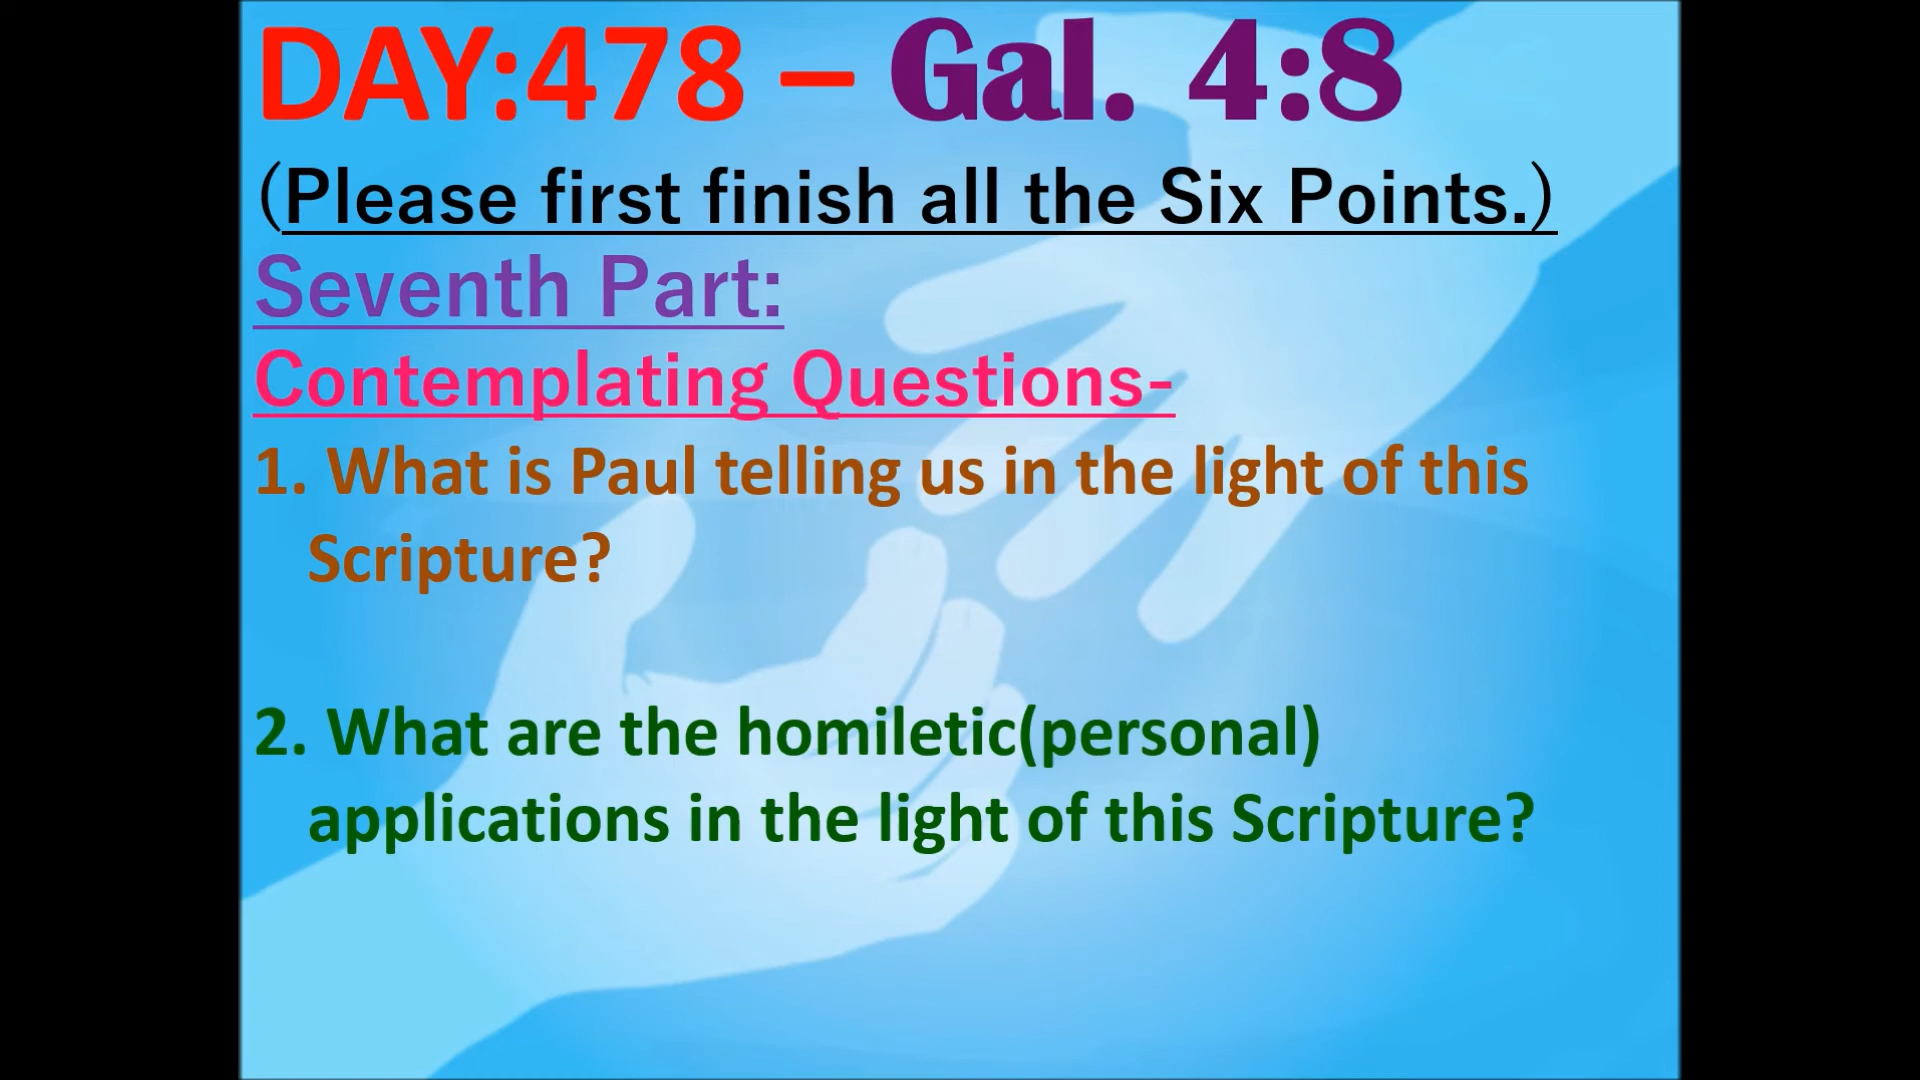 DAY:478 – Gal. 4:8
(Please first finish all the Six Points.)
Seventh Part:
Contemplating Questions-
1. What is Paul telling us in the light of this
Scripture?
2. What are the homiletic(personal)
applications in the light of this Scripture?